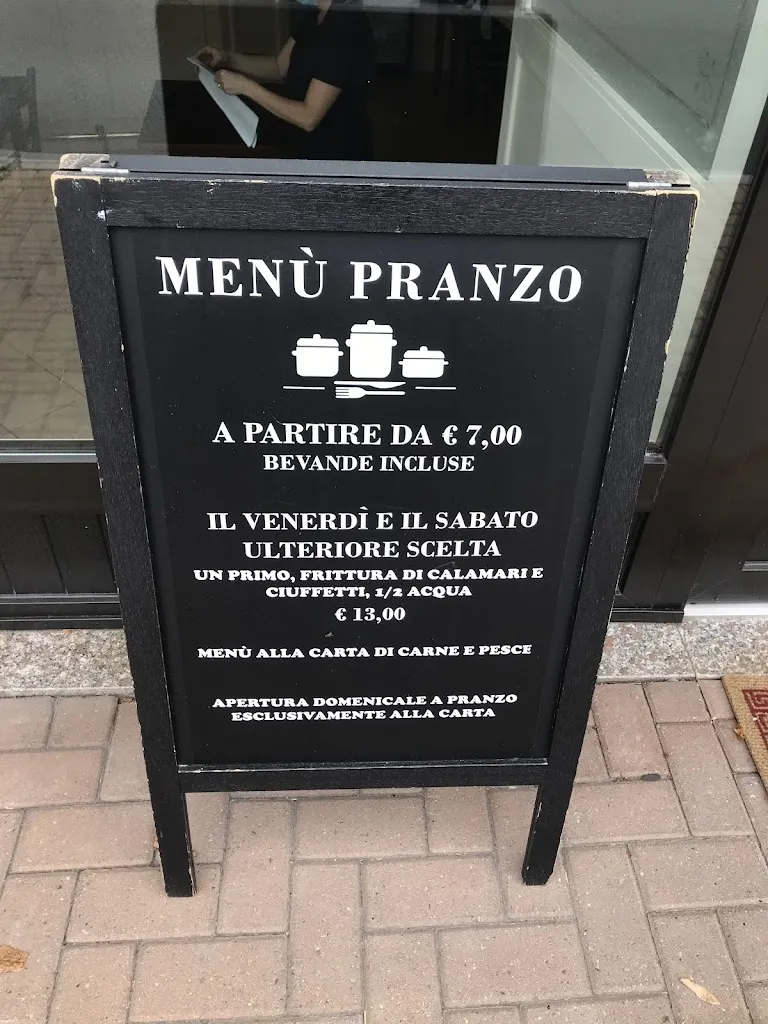 MENÙ PRANZO
A PARTIRE DA € 7,00
BEVANDE INCLUSE
IL VENERDÌ E IL SABATO
ULTERIORE SCELTA
UN PRIMO, FRITTURA DI CALAMARI E
CIUFFETTI, 1/2 ACQUA
€ 13,00
MENÙ ALLA CARTA DI CARNE E PESCE
APERTURA DOMENICALE A PRANZO
ESCLUSIVAMENTE ALLA CARTA